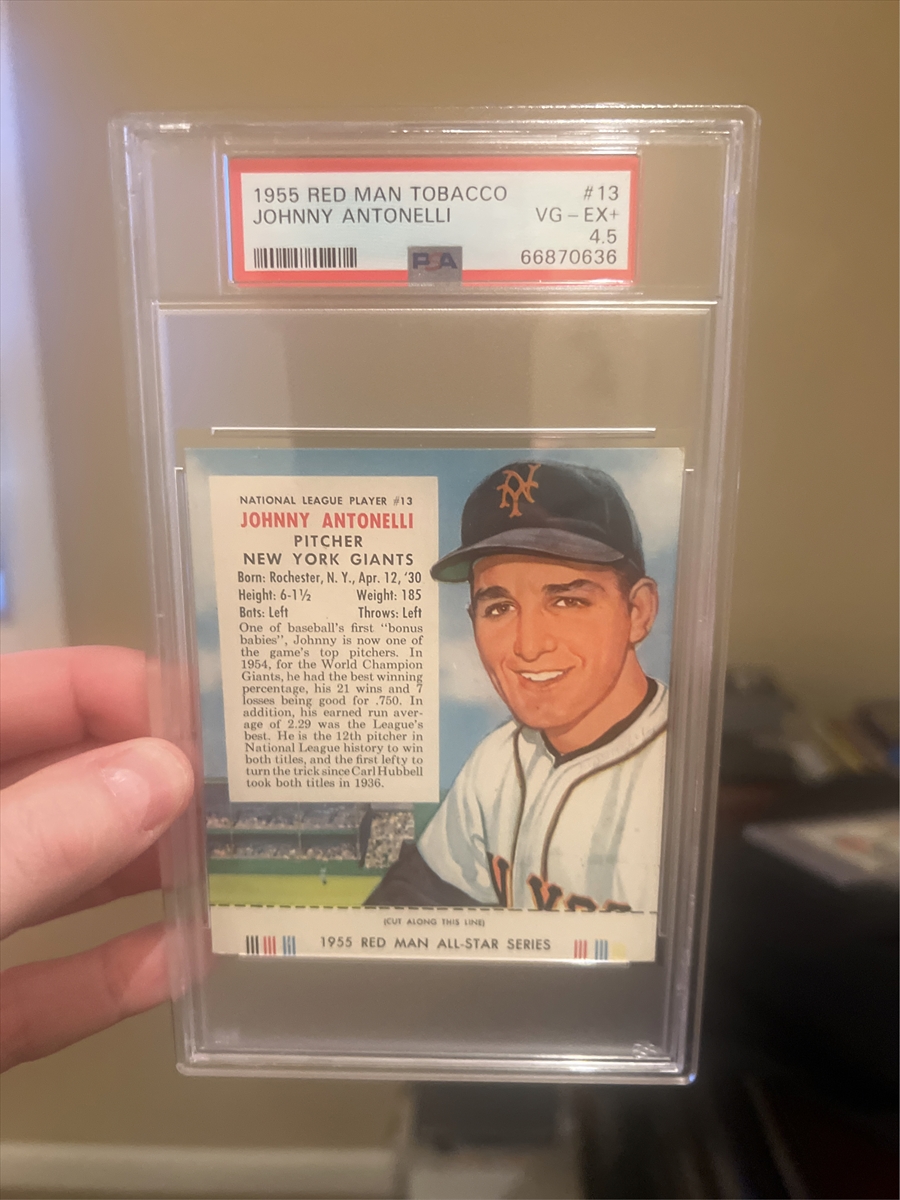 1955 RED MAN TOBACCO #13
JOHNNY ANTONELLI VG - EX+
4.5
PSA 66870636
NATIONAL LEAGUE PLAYER #13
JOHNNY ANTONELLI
PITCHER
NEW YORK GIANTS
Born: Rochester, N. Y., Apr. 12, '30
Height: 6-1½ Weight: 185
Bats: Left Throws: Left
One of baseball's first "bonus
babies", Johnny is now one of
the game's top pitchers. In
1954, for the World Champion
Giants, he had the best winning
percentage, his 21 wins and 7
losses being good for .750. In
addition, his earned run aver-
age of 2.29 was the League's
best. He is the 12th pitcher in
National League history to win
both titles, and the first lefty to
turn the trick since Carl Hubbell
took both titles in 1936.
NY
(CUT ALONG THIS LINE)
1955 RED MAN ALL-STAR SERIES